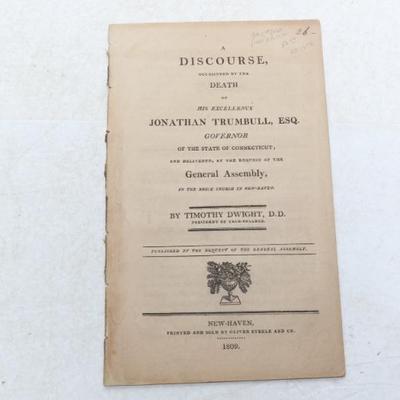 26-
A
DISCOURSE,
OCCASIONED BY THE
DEATH
OF
HIS EXCELLENCY
JONATHAN TRUMBULL, ESQ.
GOVERNOR
OF THE STATE OF CONNECTICUT;
AND DELIVERED, AT THE REQUEST OF THE
General Assembly,
IN THE BRICK CHURCH IN NEW-HAVEN.
BY TIMOTHY DWIGHT, D.D.
PRESIDENT OF YALE-COLLEGE.
PUBLISHED BY THE REQUEST OF THE GENERAL ASSEMBLY.
NEW-HAVEN,
PRINTED AND SOLD BY OLIVER STEELE AND CO.
1809.